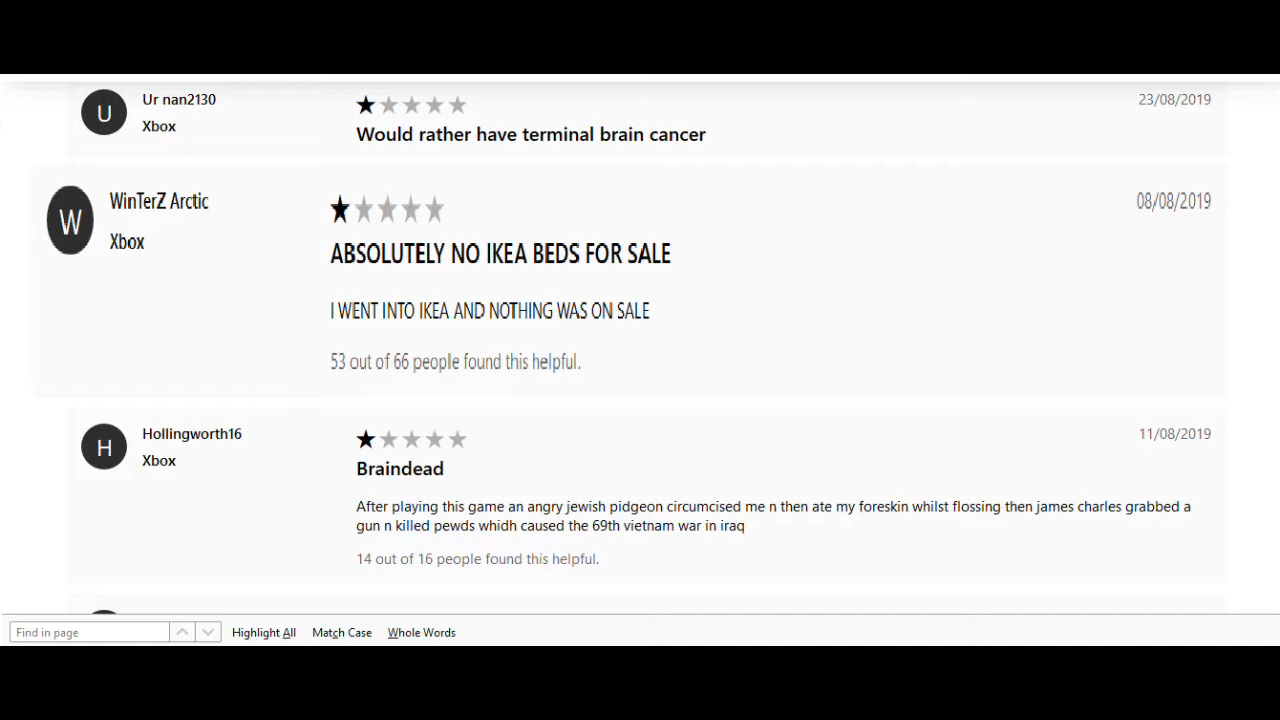 U
Ur nan2130
Xbox
23/08/2019
Would rather have terminal brain cancer
W
WinTerZ Arctic
Xbox
08/08/2019
ABSOLUTELY NO IKEA BEDS FOR SALE
I WENT INTO IKEA AND NOTHING WAS ON SALE
53 out of 66 people found this helpful.
H
Hollingworth16
Xbox
11/08/2019
Braindead
After playing this game an angry jewish pidgeon circumcised me n then ate my foreskin whilst flossing then james charles grabbed a
gun n killed pewds whidh caused the 69th vietnam war in iraq
14 out of 16 people found this helpful.
Find in page
Highlight All
Match Case
Whole Words